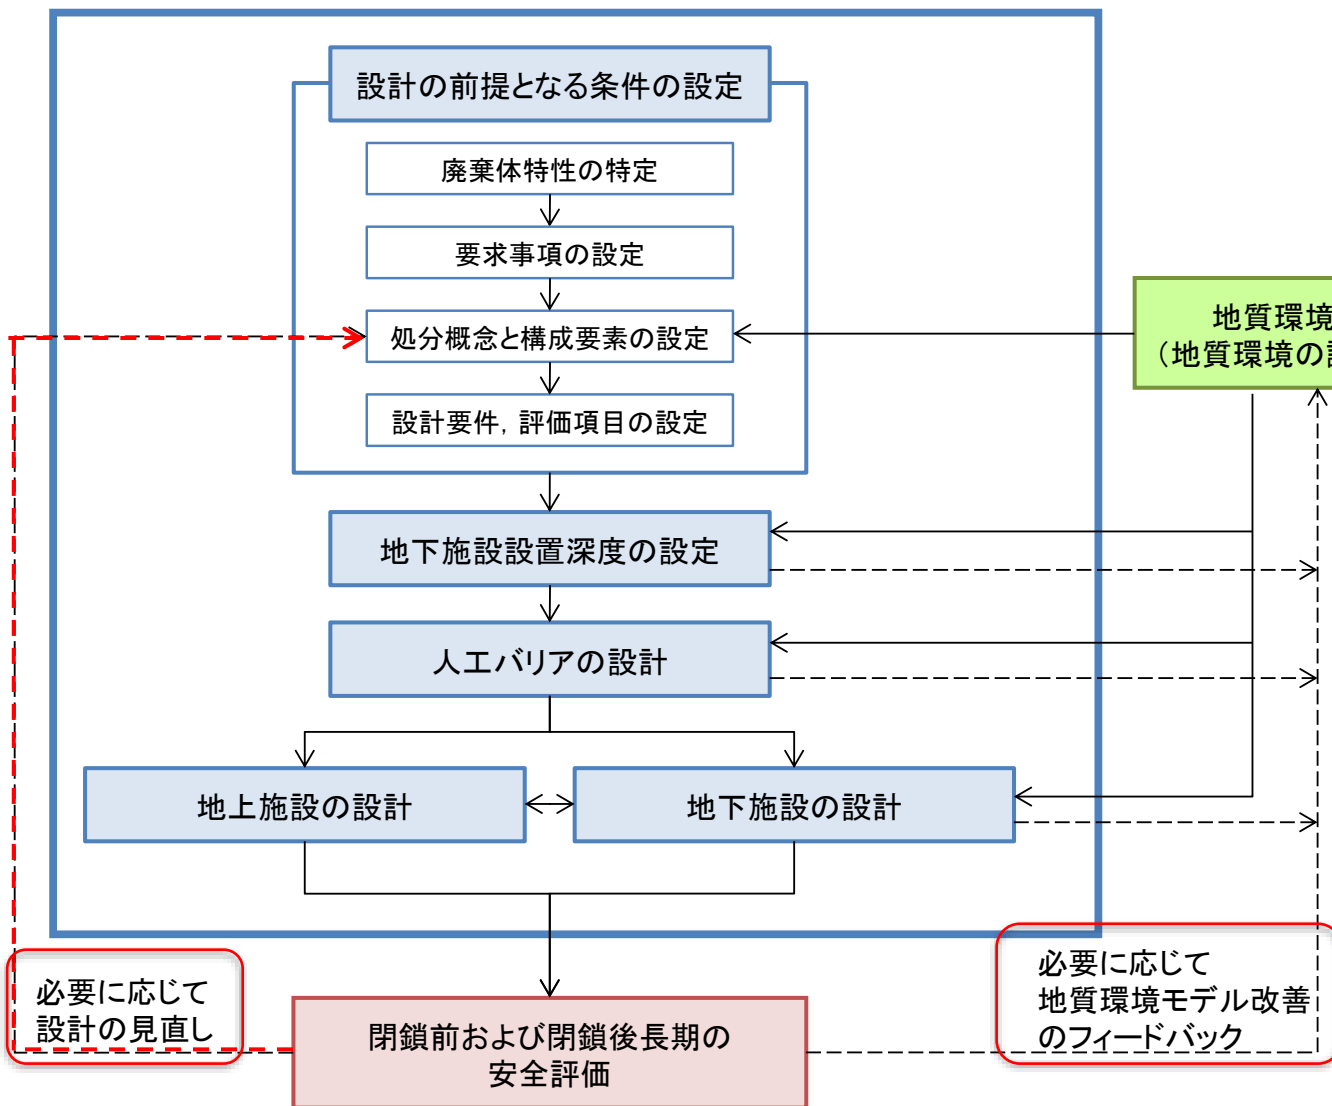 設計の前提となる条件の設定
廃棄体特性の特定
要求事項の設定
処分概念と構成要素の設定
設計要件，評価項目の設定
地質環境
（地質環境の
地下施設設置深度の設定
人工バリアの設計
地上施設の設計
地下施設の設計
必要に応じて
設計の見直し
必要に応じて
地質環境モデル改善
のフィードバック
閉鎖前および閉鎖後長期の
安全評価